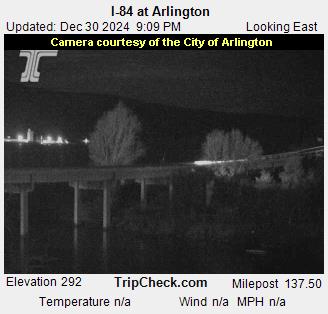 I-84 at Arlington
Updated: Dec 30 2024 9:09 PM Looking East
Camera courtesy of the City of Arlington
Elevation 292 TripCheck.com Milepost 137.50
Temperature n/a Wind n/a MPH n/a